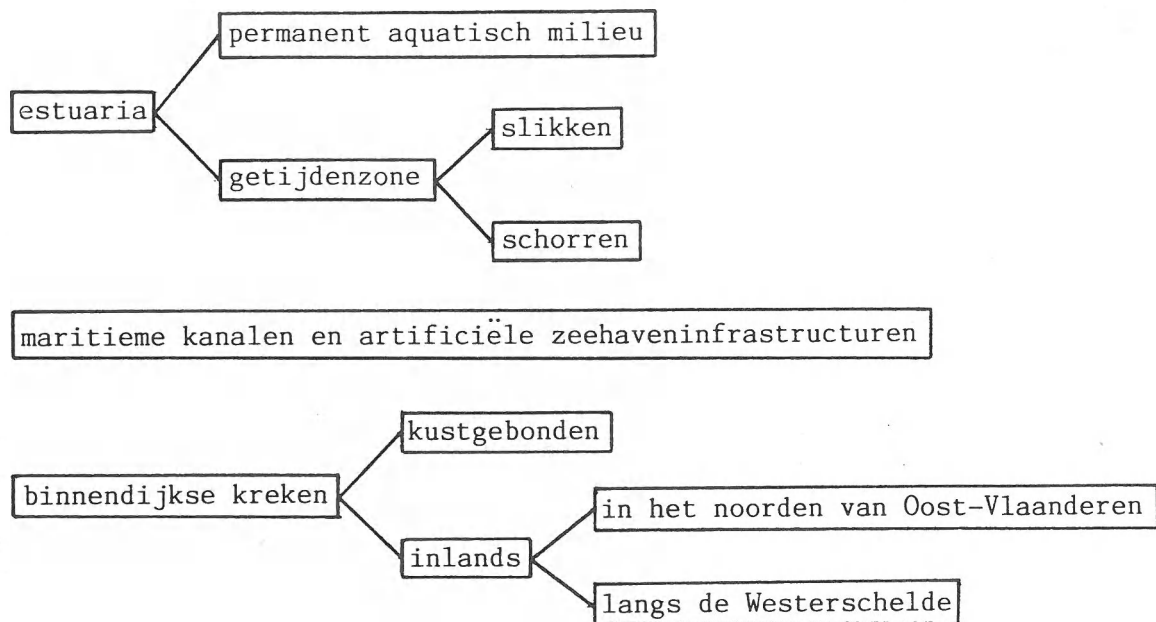 permanent aquatisch milieu
estuaria
slikken
getijdenzone
schorren
maritieme kanalen en artificiële zeehaveninfrastructuren
kustgebonden
binnendijkse kreken
in het noorden van Oost-Vlaanderen
inlands
langs de Westerschelde